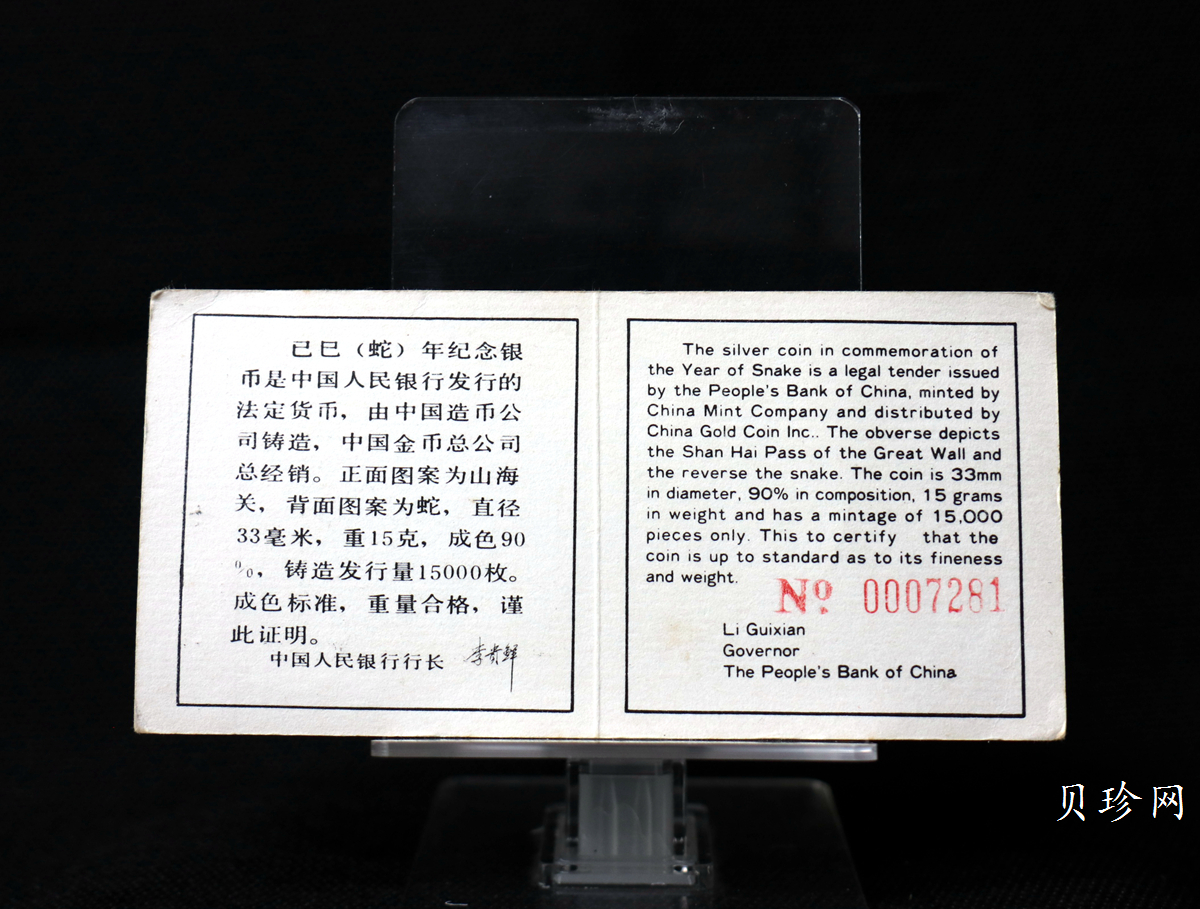 己巳（蛇）年纪念银
币是中国人民银行发行的
法定货币，由中国造币公
司铸造，中国金币总公司
总经销。正面图案为山海
关，背面图案为蛇，直径
33毫米，重15克，成色90
%，铸造发行量15000枚。
成色标准，重量合格，谨
此证明。
中国人民银行行长 李贵鲜
The silver coin in commemoration of
the Year of Snake is a legal tender issued
by the People's Bank of China, minted by
China Mint Company and distributed by
China Gold Coin Inc.. The obverse depicts
the Shan Hai Pass of the Great Wall and
the reverse the snake. The coin is 33mm
in diameter, 90% in composition, 15 grams
in weight and has a mintage of 15,000
pieces only. This to certify that the
coin is up to standard as to its fineness
and weight.
Nº 0007281
Li Guixian
Governor
The People's Bank of China
贝珍网